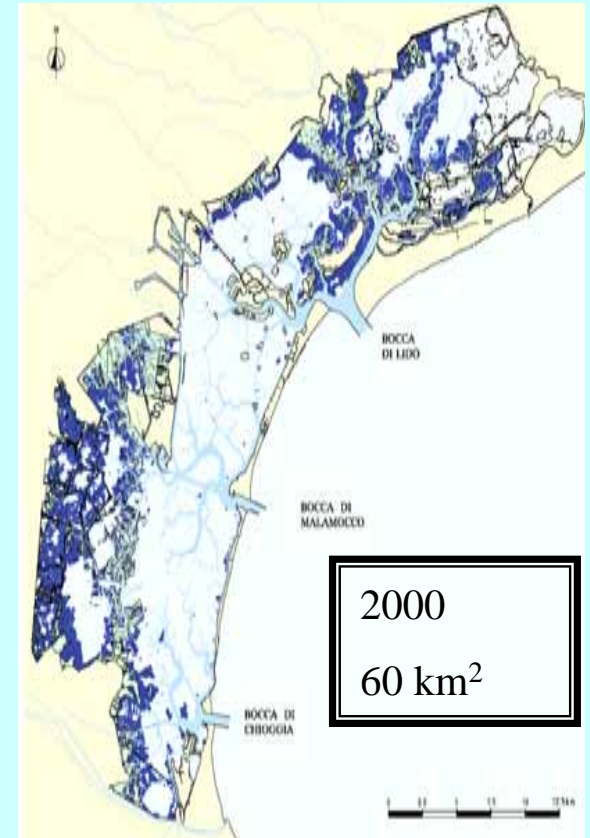 BOCCA
DI LIDO
BOCCA DI
MALAMOCCO
2000
60 km²
BOCCA DI
CHIOGGIA